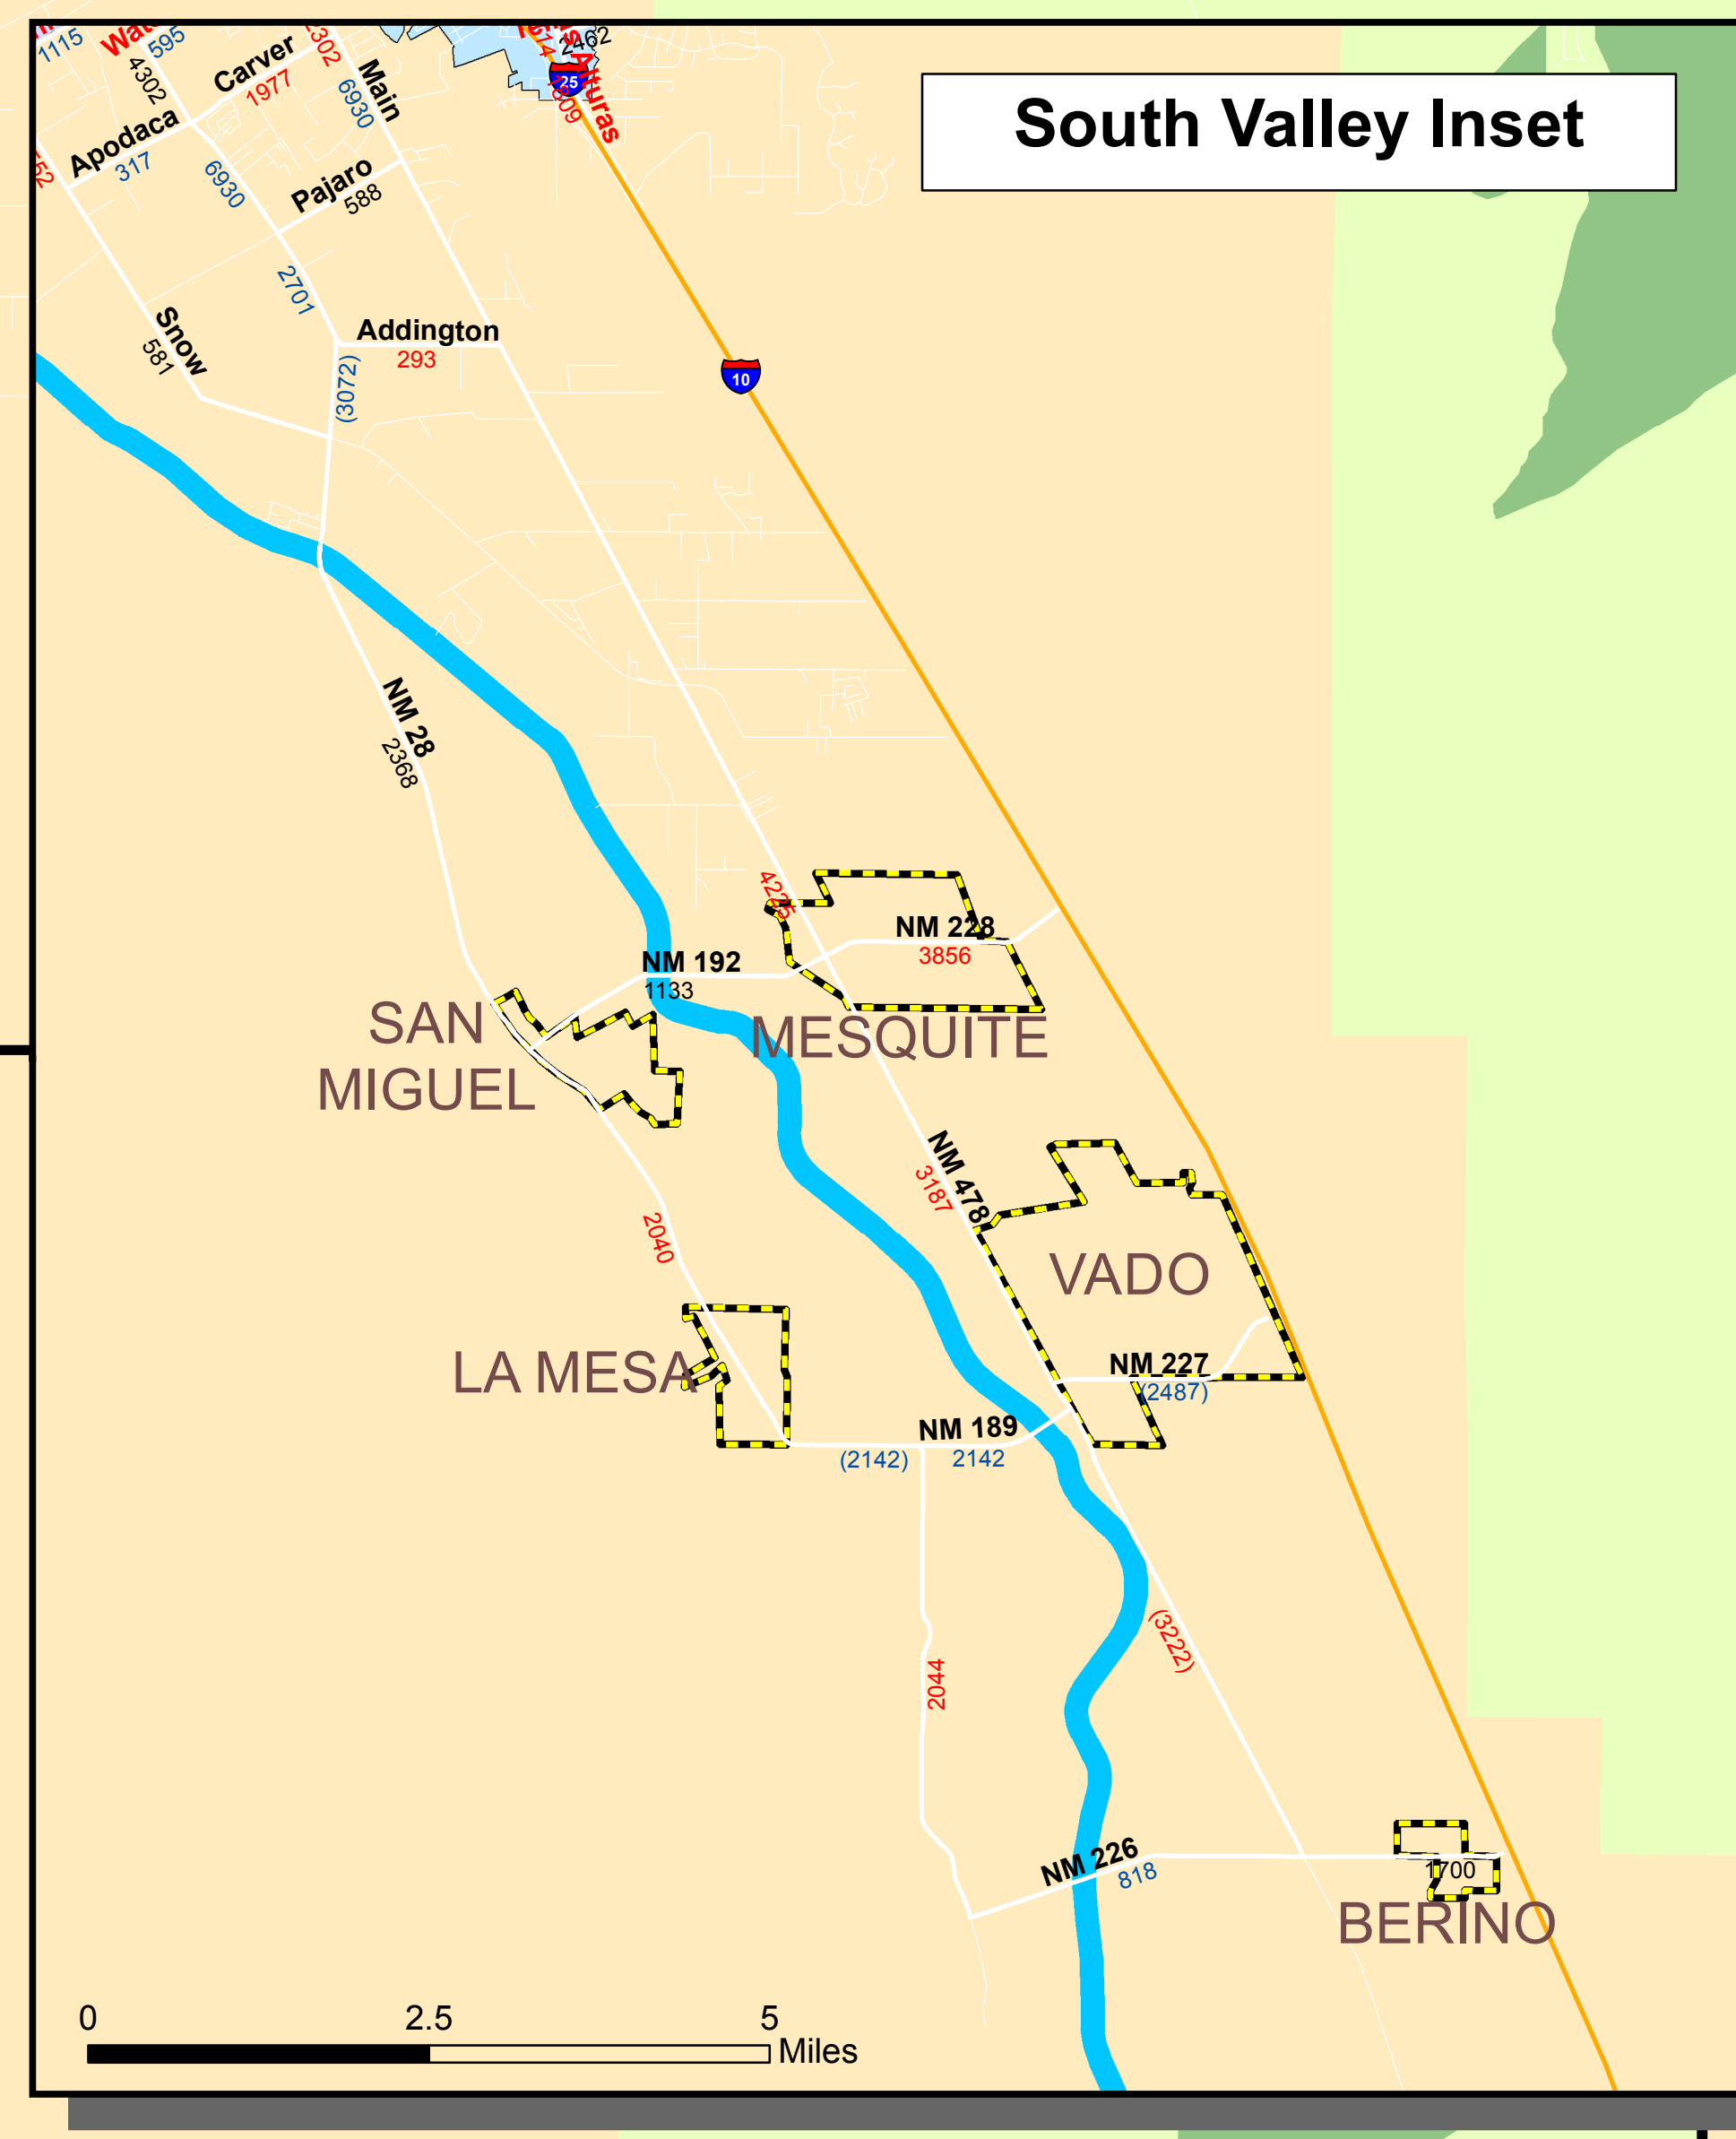 South Valley Inset
1115
595
4302
Carver
1977
6930
Main
2462
25
1809
Alturas
Apodaca
317
6930
Pajaro
588
2701
Snow
581
Addington
293
(3072)
10
NM 28
2368
4225
NM 228
3856
NM 192
1133
SAN
MIGUEL
MESQUITE
NM 478
3187
2040
VADO
LA MESA
NM 227
(2487)
NM 189
(2142)
2142
(3222)
2044
NM 226
818
1700
BERINO
0 2.5 5
Miles